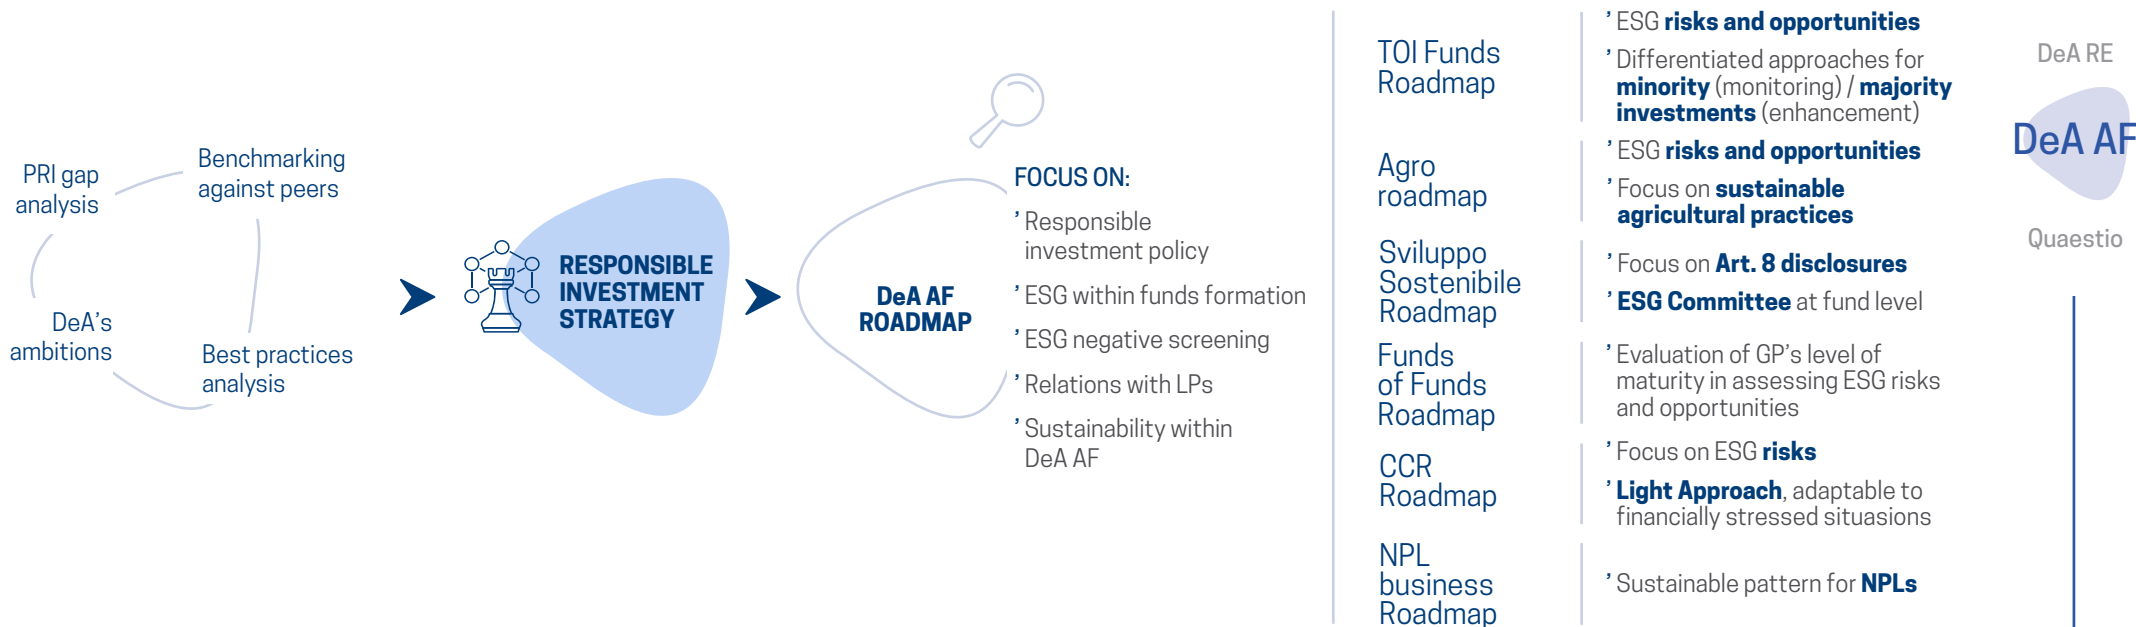 PRI gap
analysis
Benchmarking
against peers
DeA's
ambitions
Best practices
analysis
RESPONSIBLE
INVESTMENT
STRATEGY
DeA AF
ROADMAP
FOCUS ON:
’ Responsible
investment policy
’ ESG within funds formation
’ ESG negative screening
’ Relations with LPs
’ Sustainability within
DeA AF
TOI Funds
Roadmap
’ ESG risks and opportunities
’ Differentiated approaches for
minority (monitoring) / majority
investments (enhancement)
Agro
roadmap
’ ESG risks and opportunities
’ Focus on sustainable
agricultural practices
Sviluppo
Sostenibile
Roadmap
’ Focus on Art. 8 disclosures
’ ESG Committee at fund level
Funds
of Funds
Roadmap
’ Evaluation of GP’s level of
maturity in assessing ESG risks
and opportunities
CCR
Roadmap
’ Focus on ESG risks
’ Light Approach, adaptable to
financially stressed situasions
NPL
business
Roadmap
’ Sustainable pattern for NPLs
DeA RE
DeA AF
Quaestio